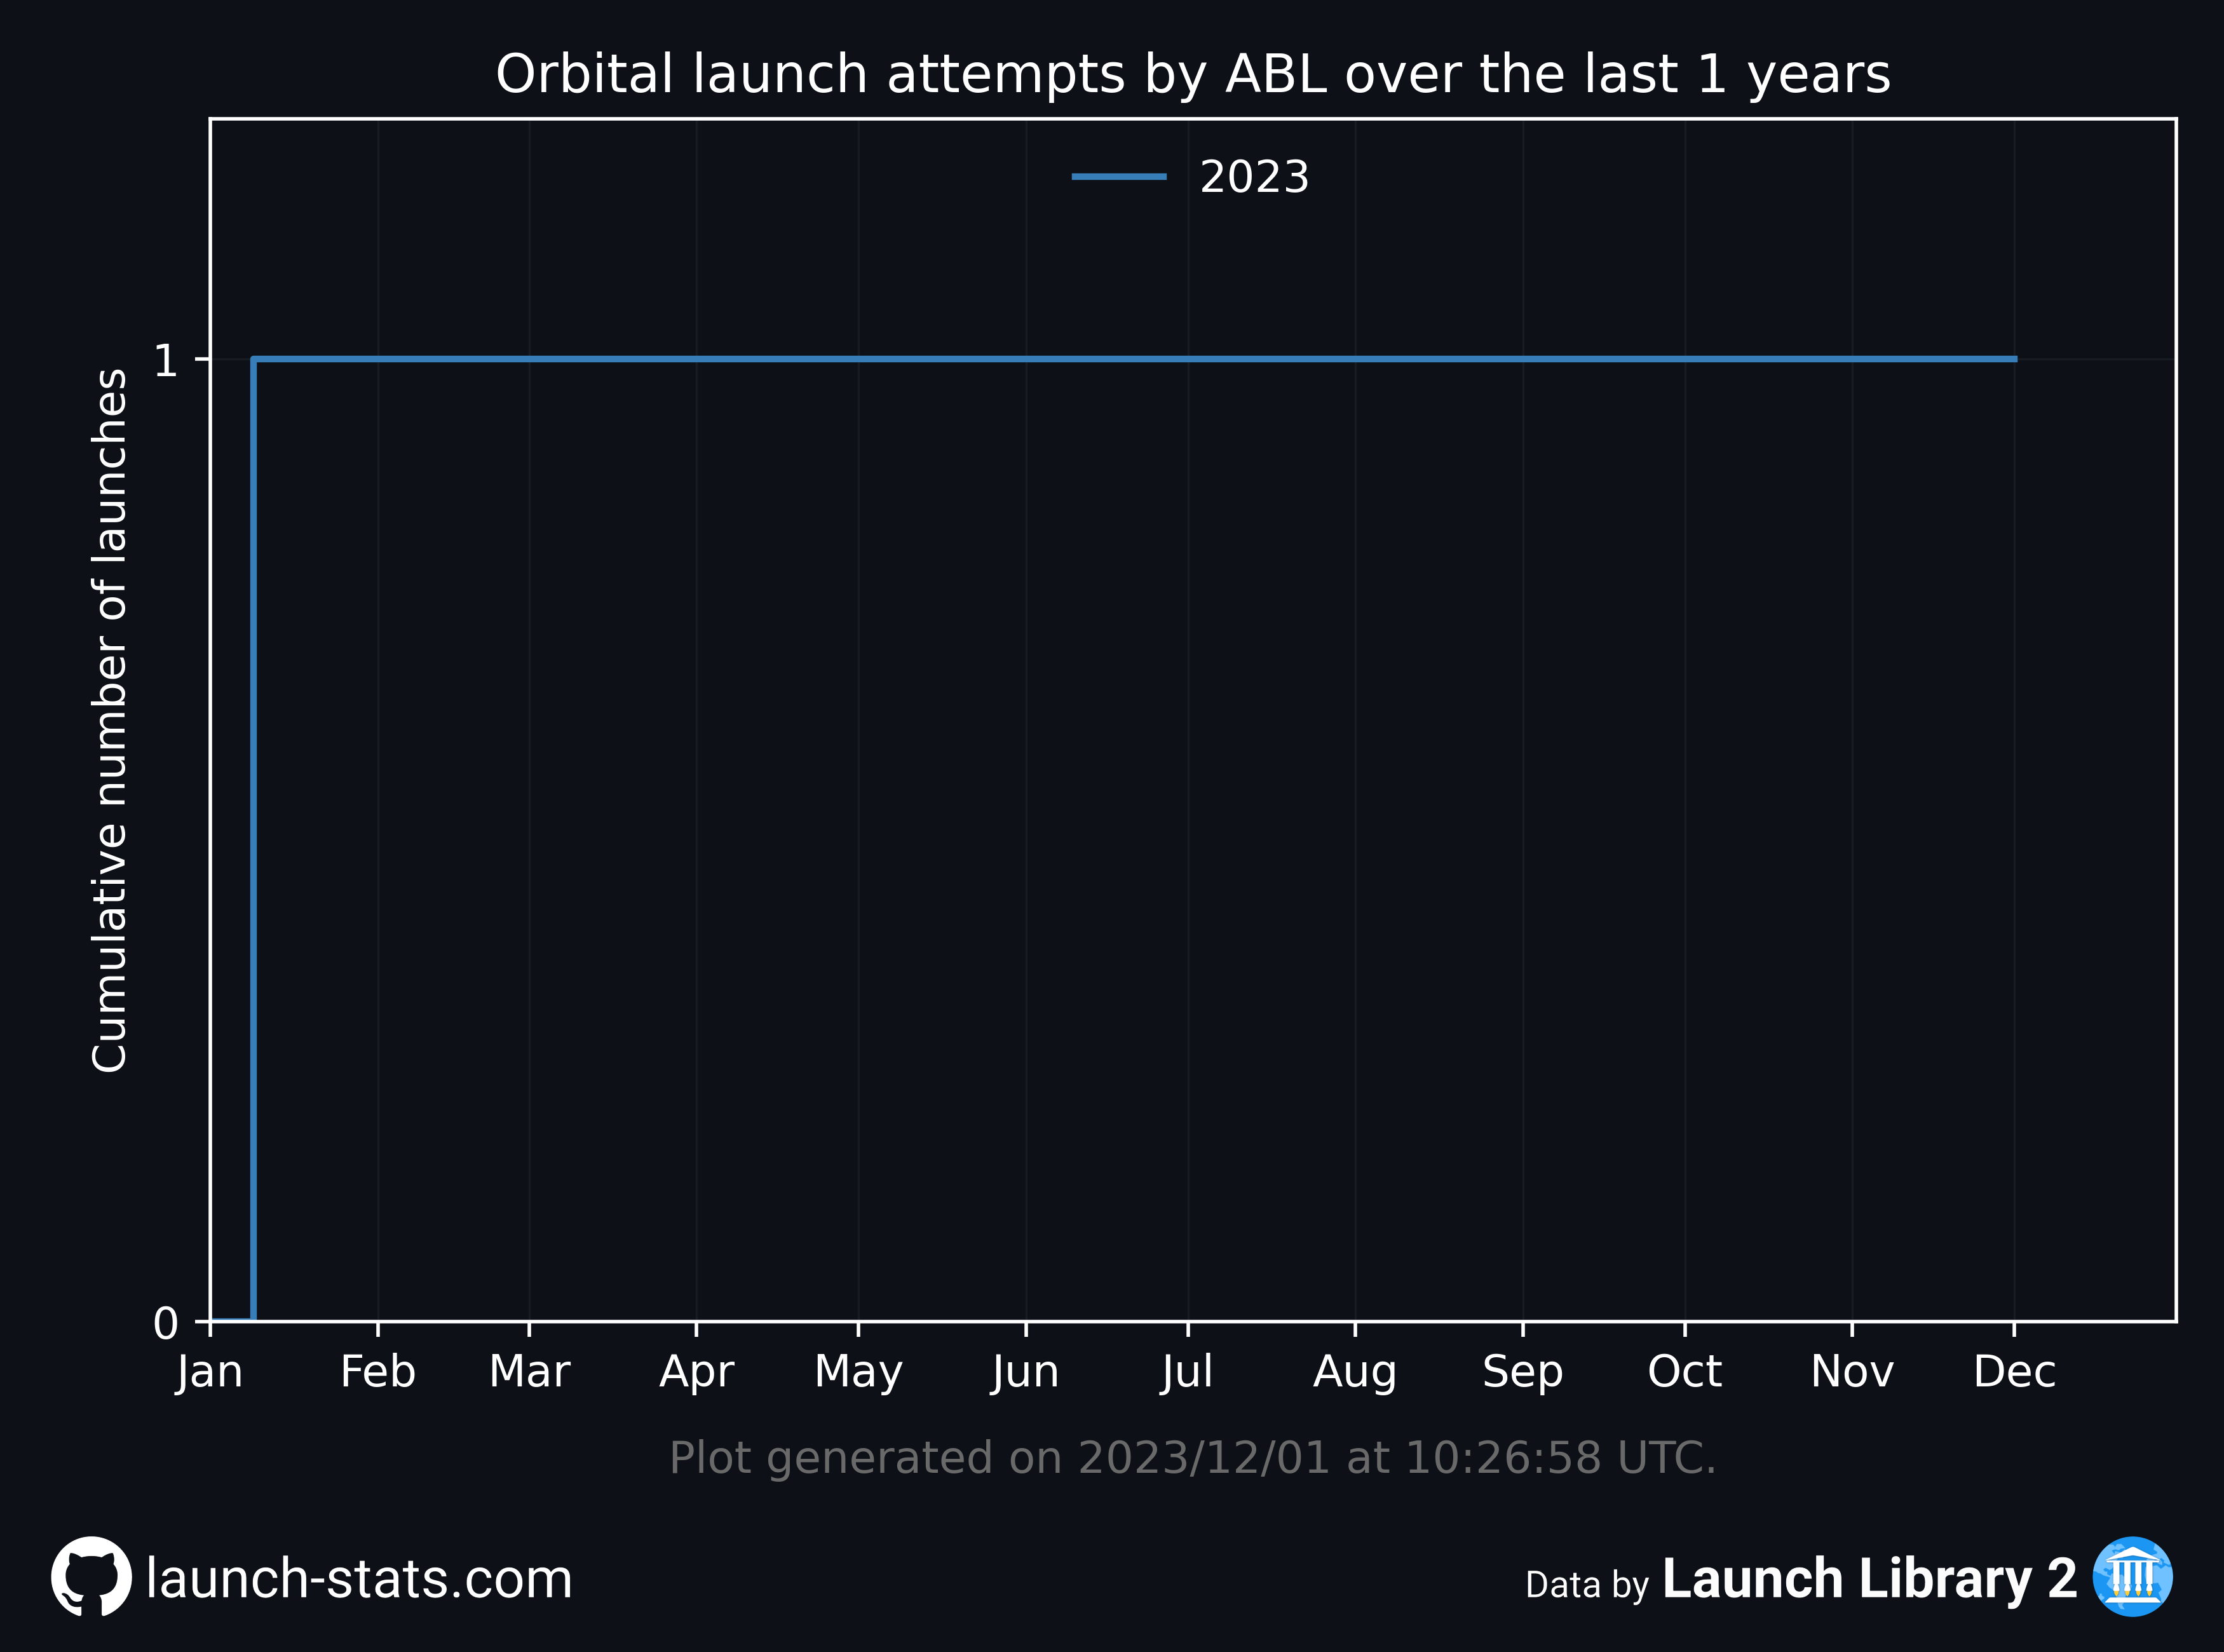 Orbital launch attempts by ABL over the last 1 years
2023
Cumulative number of launches
1
0
Jan Feb Mar Apr May Jun Jul Aug Sep Oct Nov Dec
Plot generated on 2023/12/01 at 10:26:58 UTC.
launch-stats.com
Data by Launch Library 2